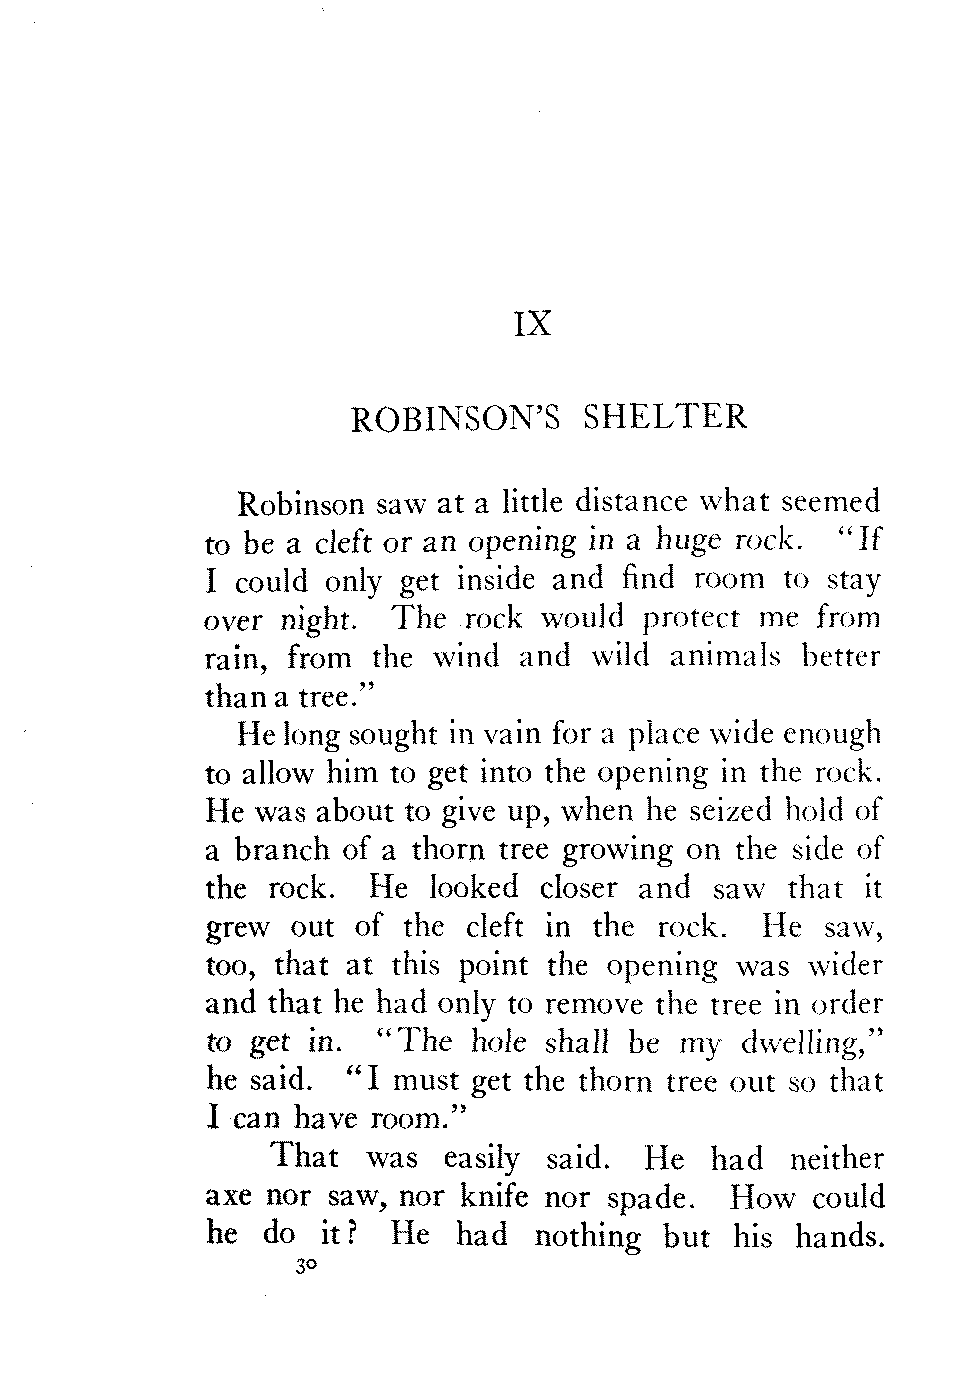 IX
ROBINSON'S SHELTER
Robinson saw at a little distance what seemed
to be a cleft or an opening in a huge rock. "If
I could only get inside and find room to stay
over night. The rock would protect me from
rain, from the wind and wild animals better
than a tree."
He long sought in vain for a place wide enough
to allow him to get into the opening in the rock.
He was about to give up, when he seized hold of
a branch of a thorn tree growing on the side of
the rock. He looked closer and saw that it
grew out of the cleft in the rock. He saw,
too, that at this point the opening was wider
and that he had only to remove the tree in order
to get in. "The hole shall be my dwelling,"
he said. "I must get the thorn tree out so that
I can have room."
That was easily said. He had neither
axe nor saw, nor knife nor spade. How could
he do it? He had nothing but his hands.
30